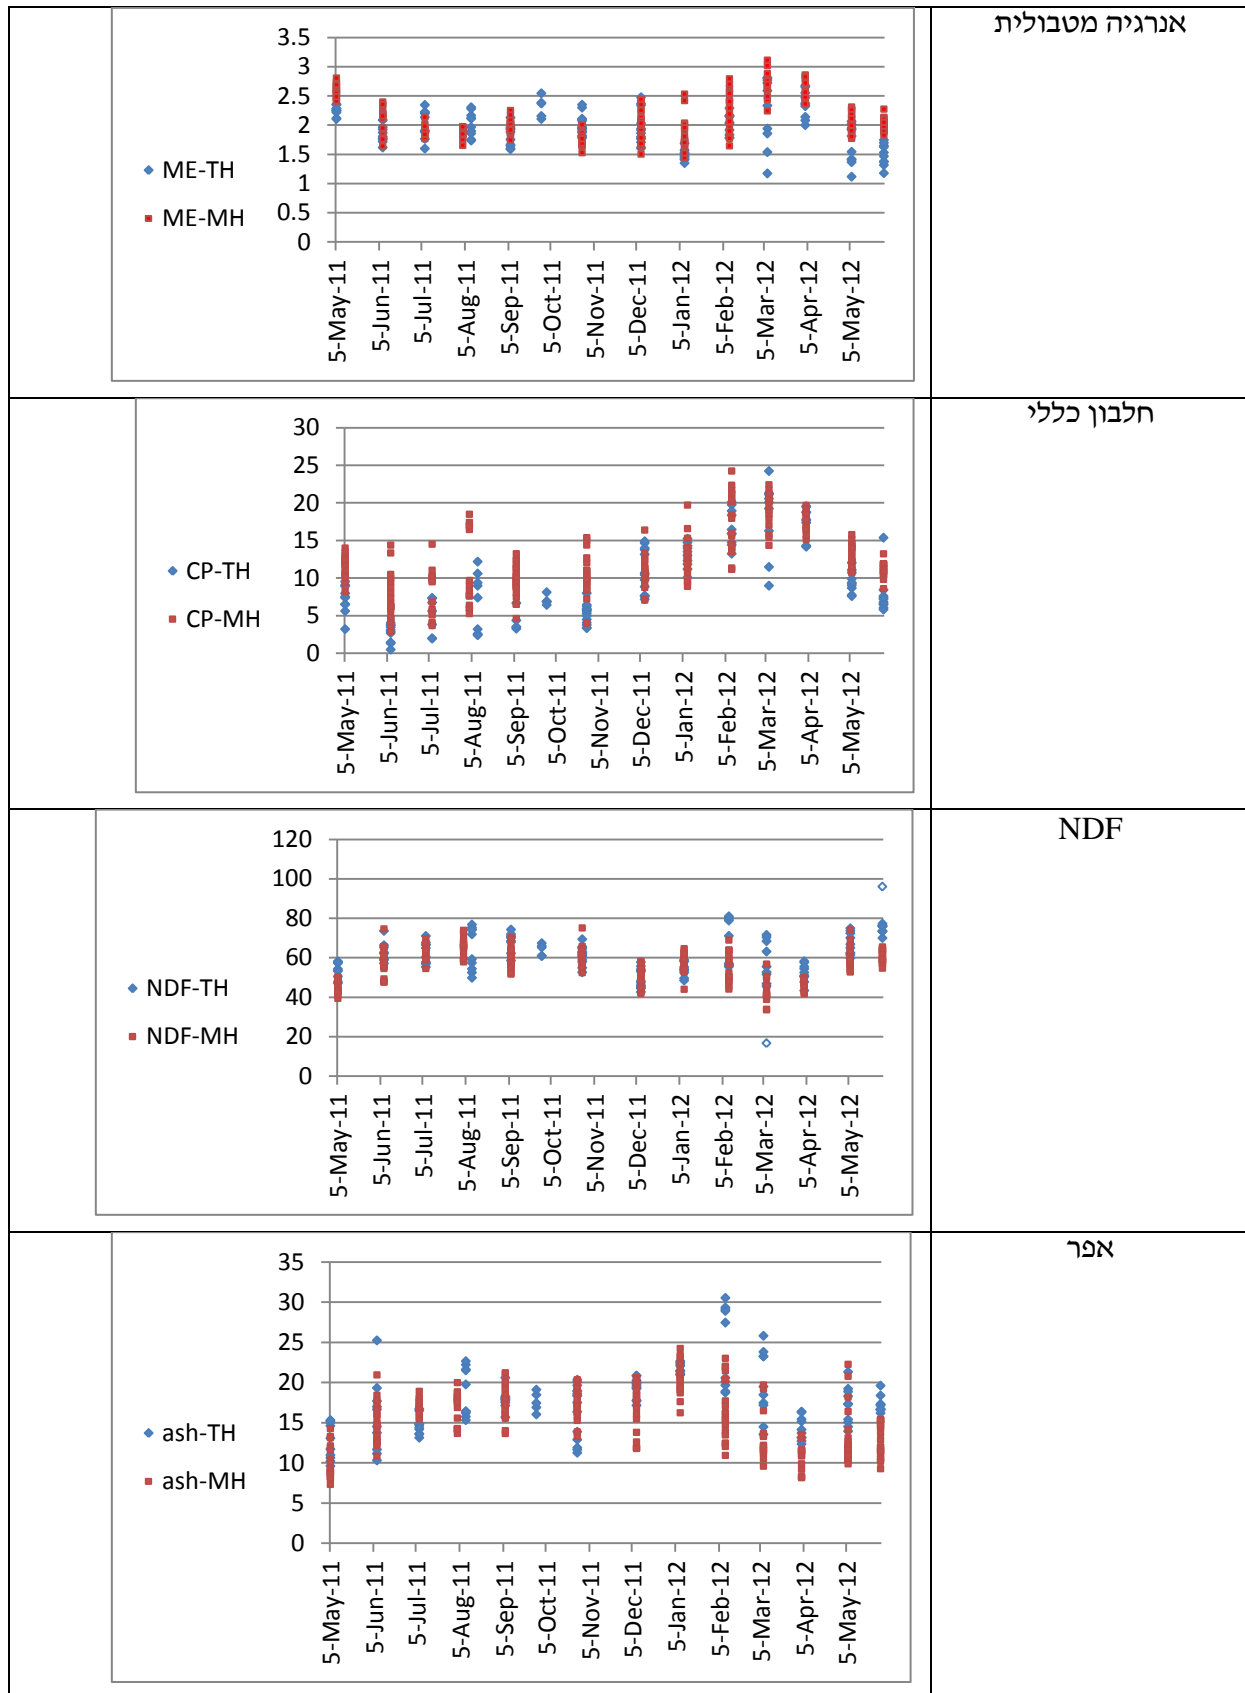 אנרגיה מטבולית
3.5
3
2.5
2
1.5
1
0.5
0
ME-TH
ME-MH
5-May-11
5-Jun-11
5-Jul-11
5-Aug-11
5-Sep-11
5-Oct-11
5-Nov-11
5-Dec-11
5-Jan-12
5-Feb-12
5-Mar-12
5-Apr-12
5-May-12
חלבון כללי
30
25
20
15
10
5
0
CP-TH
CP-MH
5-May-11
5-Jun-11
5-Jul-11
5-Aug-11
5-Sep-11
5-Oct-11
5-Nov-11
5-Dec-11
5-Jan-12
5-Feb-12
5-Mar-12
5-Apr-12
5-May-12
NDF
120
100
80
60
40
20
0
NDF-TH
NDF-MH
5-May-11
5-Jun-11
5-Jul-11
5-Aug-11
5-Sep-11
5-Oct-11
5-Nov-11
5-Dec-11
5-Jan-12
5-Feb-12
5-Mar-12
5-Apr-12
5-May-12
אפר
35
30
25
20
15
10
5
0
ash-TH
ash-MH
5-May-11
5-Jun-11
5-Jul-11
5-Aug-11
5-Sep-11
5-Oct-11
5-Nov-11
5-Dec-11
5-Jan-12
5-Feb-12
5-Mar-12
5-Apr-12
5-May-12